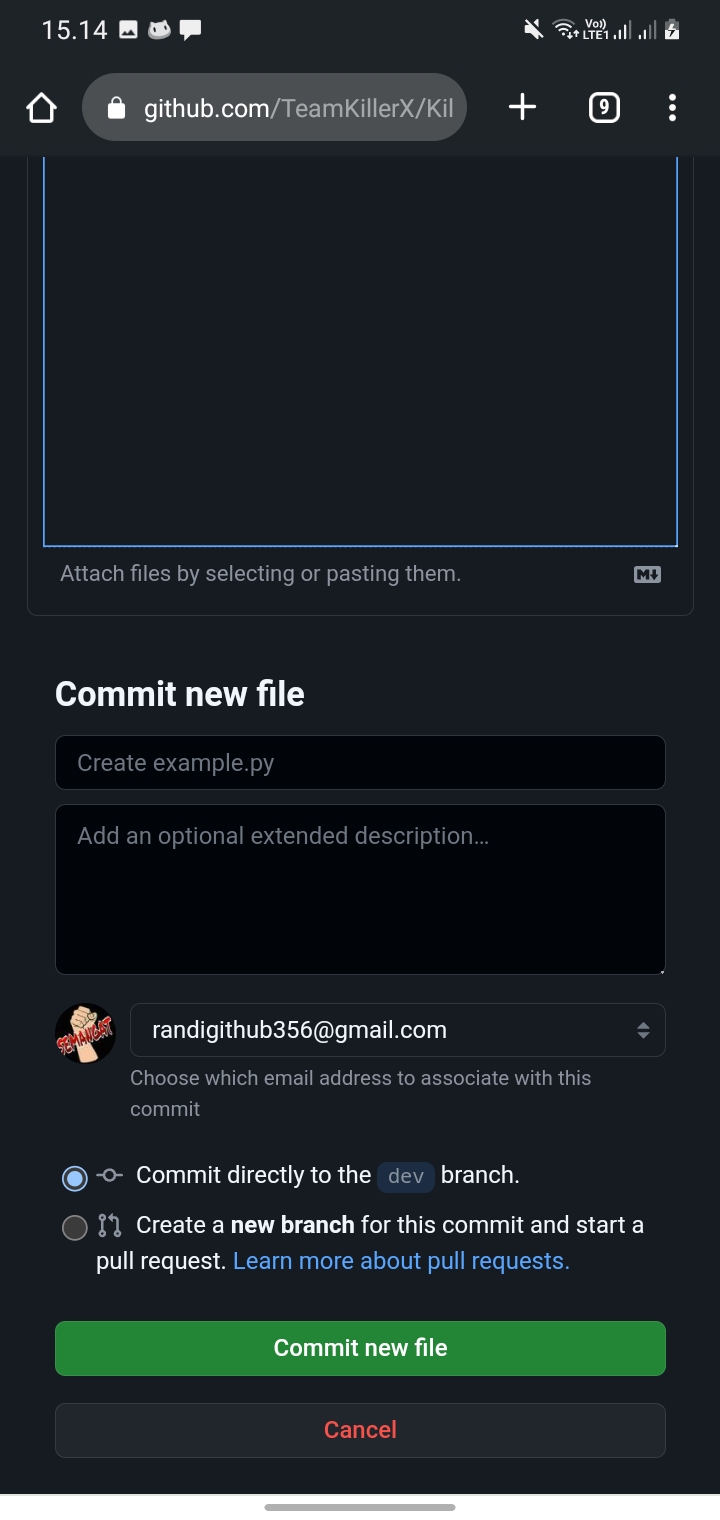 15.14
Vo)) LTE1
github.com/TeamKillerX/Kil
9
Attach files by selecting or pasting them.
M
Commit new file
Create example.py
Add an optional extended description...
SEMANGAT
randigithub356@gmail.com
Choose which email address to associate with this
commit
Commit directly to the dev branch.
Create a new branch for this commit and start a
pull request. Learn more about pull requests.
Commit new file
Cancel